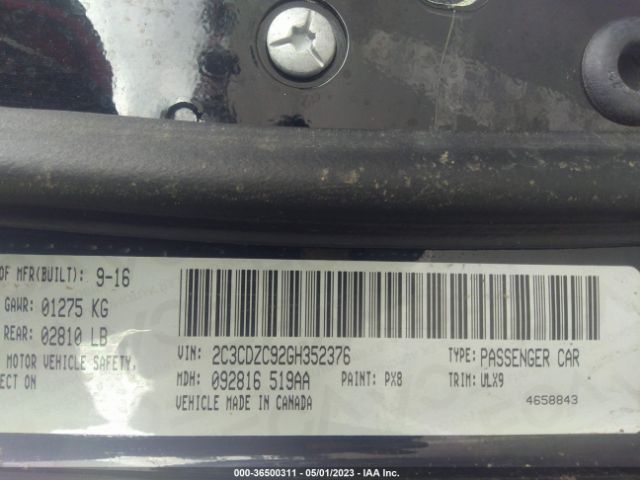 OF MFR(BUILT): 9-16
GAWR: 01275 KG
REAR: 02810 LB
MOTOR VEHICLE SAFETY,
ECT ON
VIN: 2C3CDZC92GH352376
TYPE: PASSENGER CAR
MDH: 092816 519AA
PAINT: PX8
TRIM: ULX9
VEHICLE MADE IN CANADA
4658843
000-36500311 - 05/01/2023 - IAA Inc.